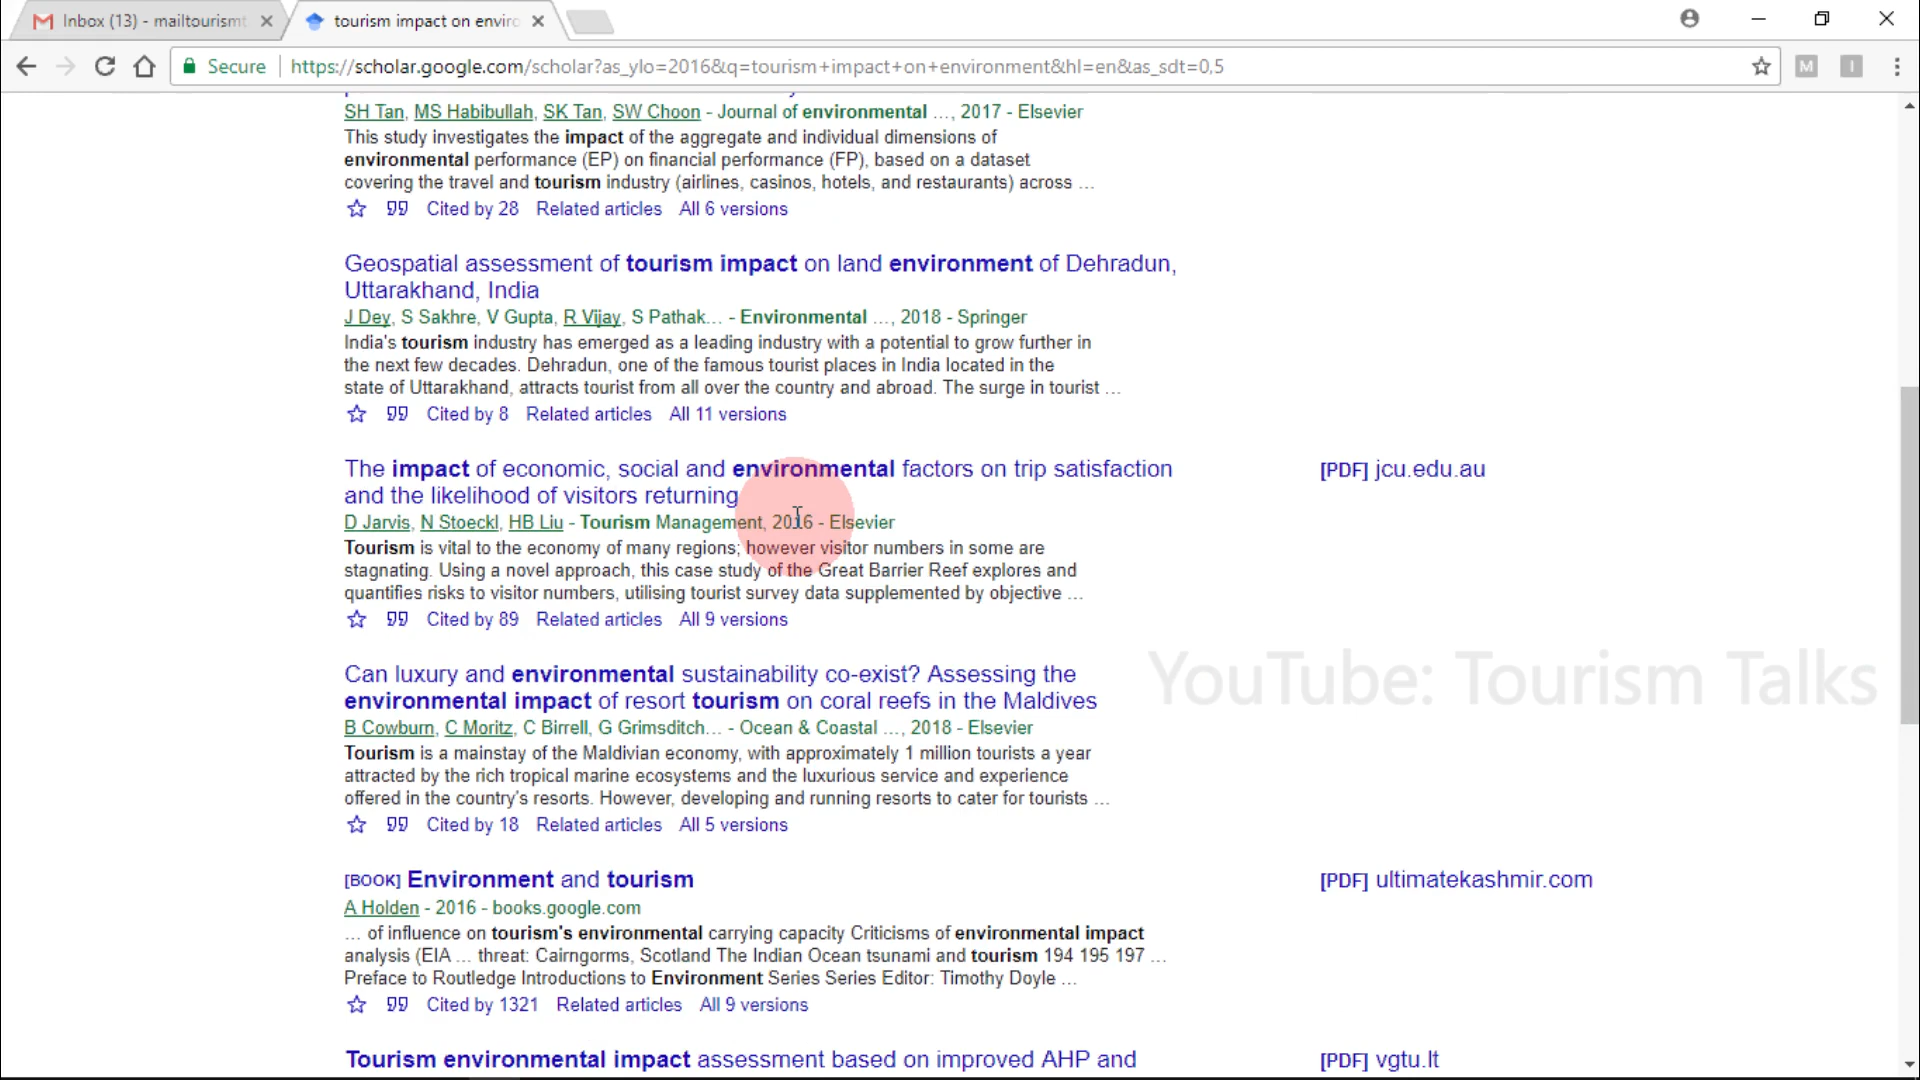 Inbox (13) - mailtourismt
tourism impact on enviro
Secure
https://scholar.google.com/scholar?as_ylo=2016&q=tourism+impact+on+environment&hl=en&as_sdt=0,5
M
I
SH Tan, MS Habibullah, SK Tan, SW Choon - Journal of environmental …, 2017 - Elsevier
This study investigates the impact of the aggregate and individual dimensions of
environmental performance (EP) on financial performance (FP), based on a dataset
covering the travel and tourism industry (airlines, casinos, hotels, and restaurants) across …
Cited by 28 Related articles All 6 versions
Geospatial assessment of tourism impact on land environment of Dehradun,
Uttarakhand, India
J Dey, S Sakhre, V Gupta, R Vijay, S Pathak… - Environmental …, 2018 - Springer
India's tourism industry has emerged as a leading industry with a potential to grow further in
the next few decades. Dehradun, one of the famous tourist places in India located in the
state of Uttarakhand, attracts tourist from all over the country and abroad. The surge in tourist …
Cited by 8 Related articles All 11 versions
The impact of economic, social and environmental factors on trip satisfaction
and the likelihood of visitors returning
[PDF] jcu.edu.au
D Jarvis, N Stoeckl, HB Liu - Tourism Management, 2016 - Elsevier
Tourism is vital to the economy of many regions; however visitor numbers in some are
stagnating. Using a novel approach, this case study of the Great Barrier Reef explores and
quantifies risks to visitor numbers, utilising tourist survey data supplemented by objective …
Cited by 89 Related articles All 9 versions
Can luxury and environmental sustainability co-exist? Assessing the
environmental impact of resort tourism on coral reefs in the Maldives
YouTube: Tourism Talks
B Cowburn, C Moritz, C Birrell, G Grimsditch… - Ocean & Coastal …, 2018 - Elsevier
Tourism is a mainstay of the Maldivian economy, with approximately 1 million tourists a year
attracted by the rich tropical marine ecosystems and the luxurious service and experience
offered in the country's resorts. However, developing and running resorts to cater for tourists …
Cited by 18 Related articles All 5 versions
[BOOK] Environment and tourism
[PDF] ultimatekashmir.com
A Holden - 2016 - books.google.com
… of influence on tourism's environmental carrying capacity Criticisms of environmental impact
analysis (EIA … threat: Cairngorms, Scotland The Indian Ocean tsunami and tourism 194 195 197 …
Preface to Routledge Introductions to Environment Series Series Editor: Timothy Doyle …
Cited by 1321 Related articles All 9 versions
Tourism environmental impact assessment based on improved AHP and
[PDF] vgtu.lt